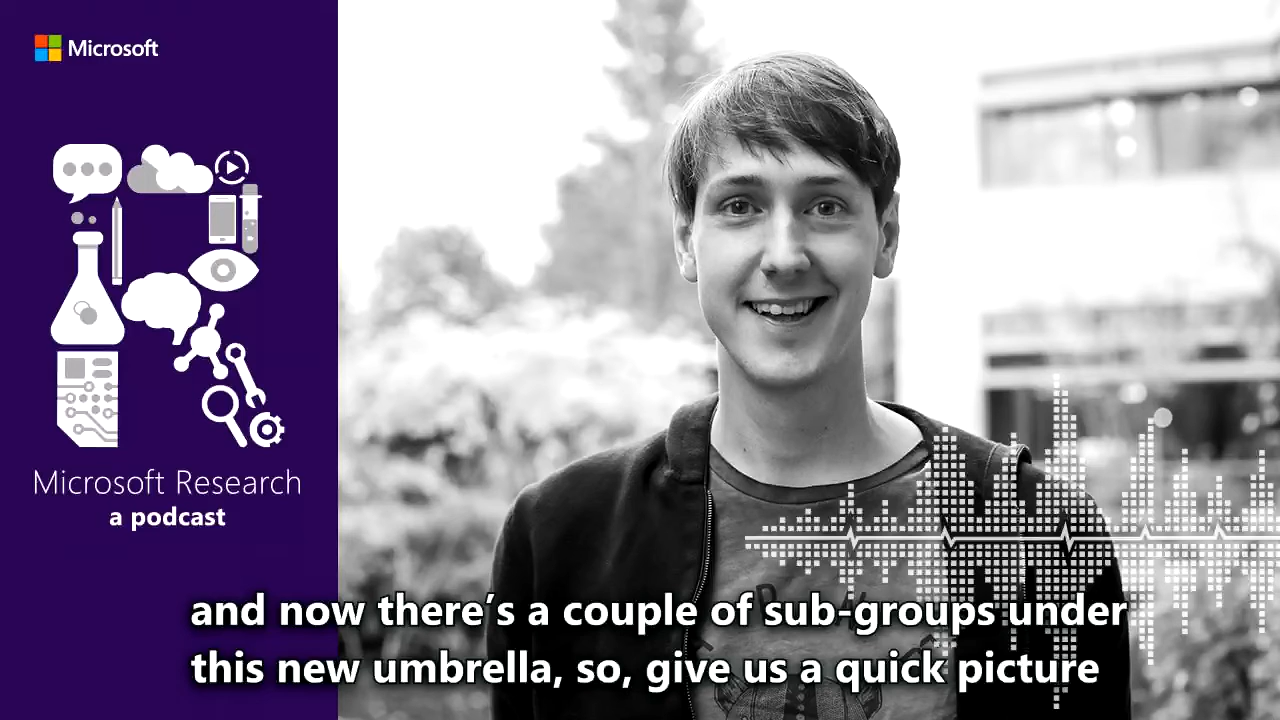 Microsoft
Microsoft Research
a podcast
and now there's a couple of sub-groups under
this new umbrella, so, give us a quick picture